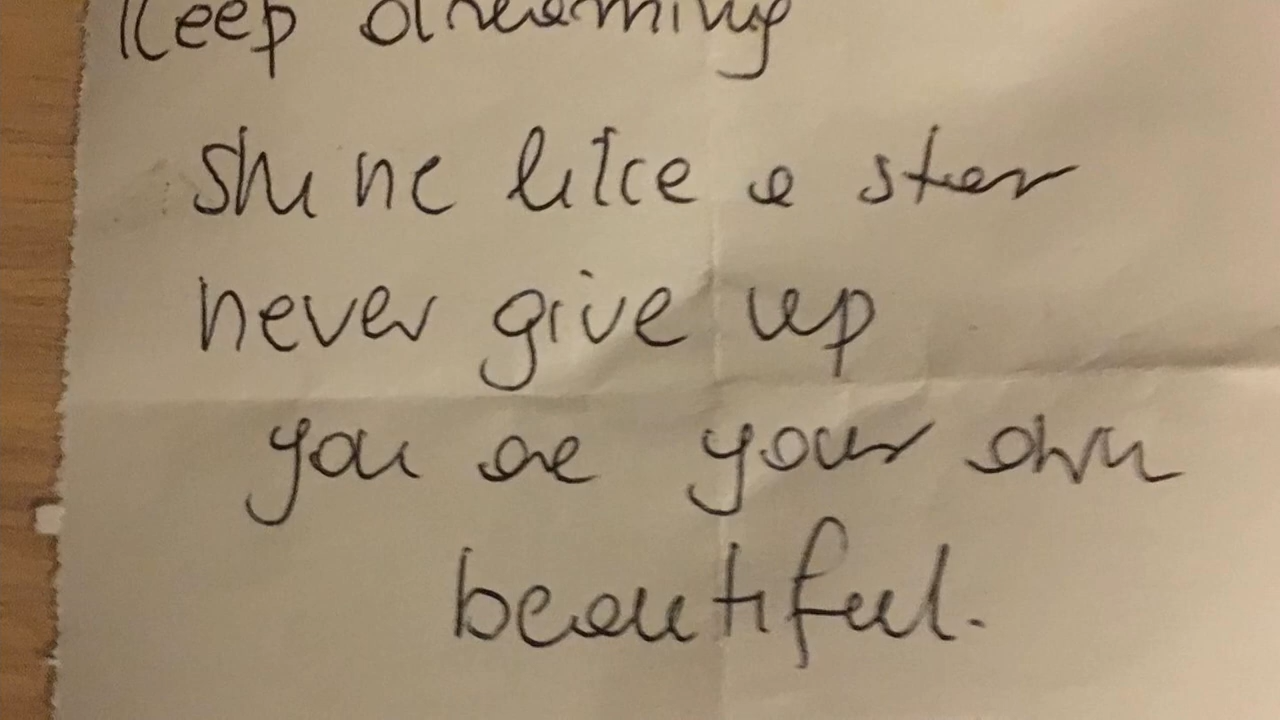 Keep dreaming
shine like a star
never give up
you are your own
beautiful.